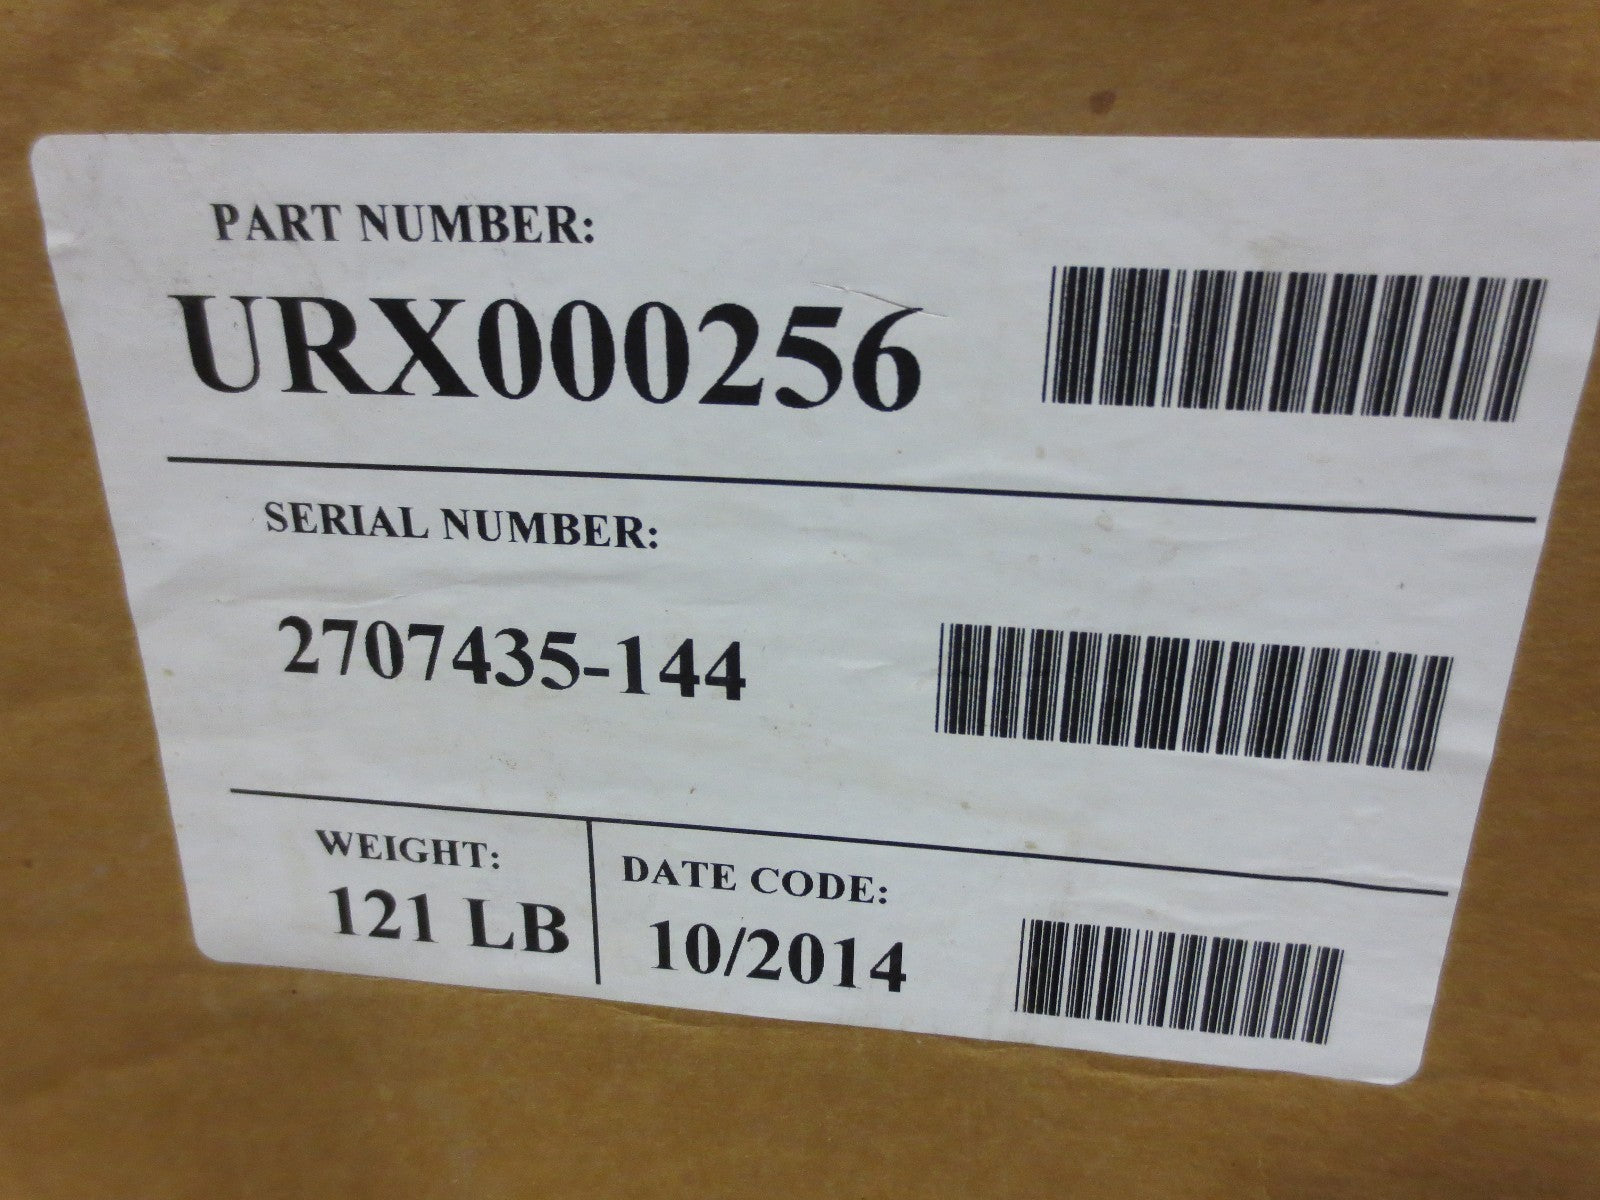 PART NUMBER:
URX000256
SERIAL NUMBER:
2707435-144
WEIGHT:
121 LB
DATE CODE:
10/2014